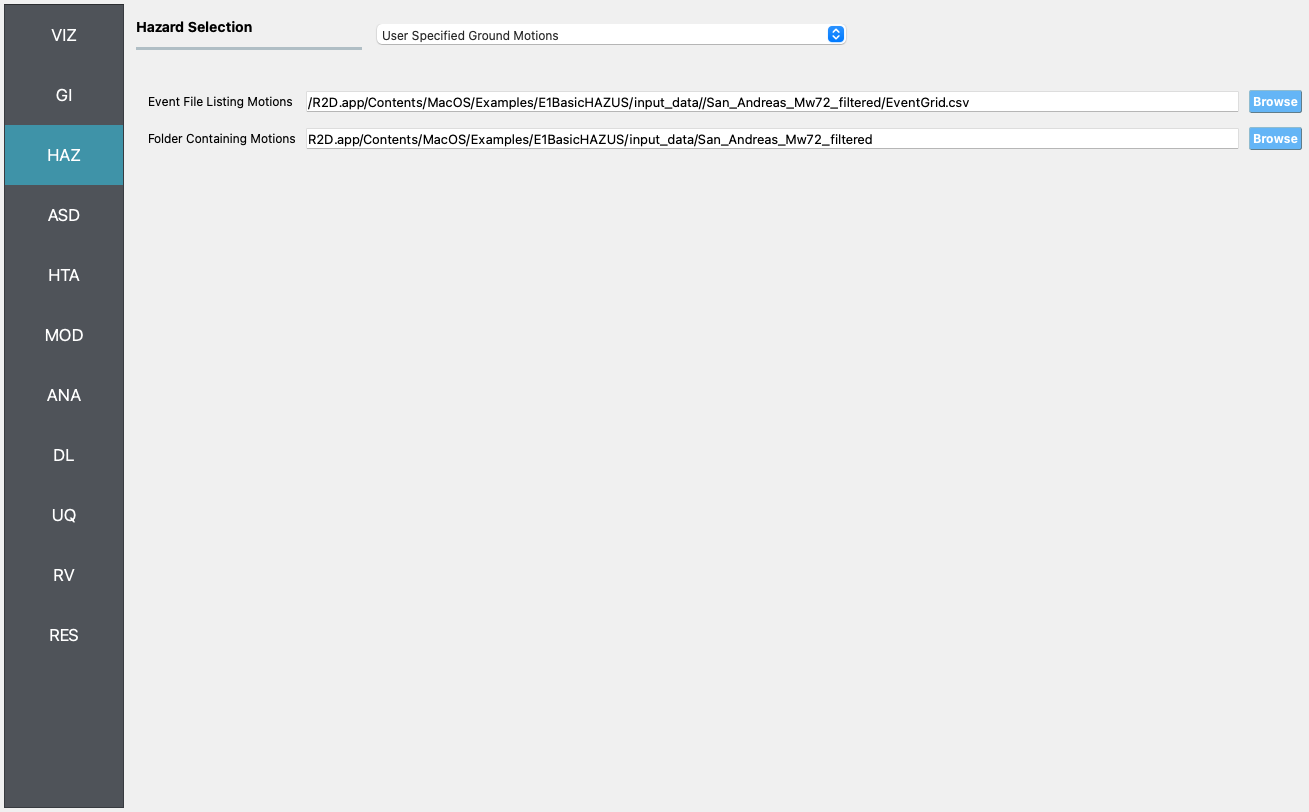 VIZ
GI
HAZ
ASD
HTA
MOD
ANA
DL
UQ
RV
RES
Hazard Selection
User Specified Ground Motions
Event File Listing Motions /R2D.app/Contents/MacOS/Examples/E1BasicHAZUS/input_data//San_Andreas_Mw72_filtered/EventGrid.csv Browse
Folder Containing Motions R2D.app/Contents/MacOS/Examples/E1BasicHAZUS/input_data/San_Andreas_Mw72_filtered Browse